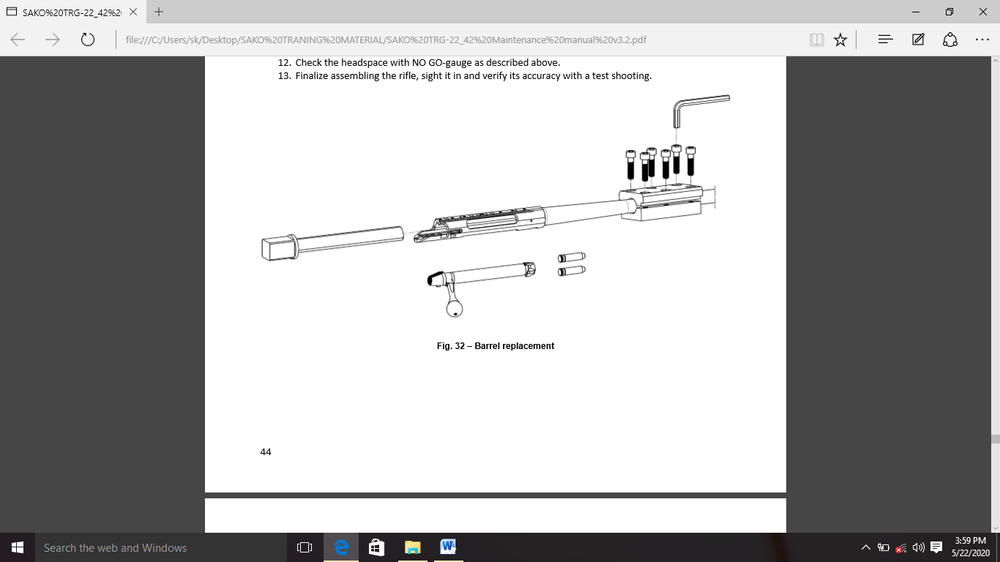 SAKO%20TRG-22_42%20
file:///C:/Users/sk/Desktop/SAKO%20TRANING%20MATERIAL/SAKO%20TRG-22_42%20Maintenance%20manual%20v3.2.pdf
12. Check the headspace with NO GO-gauge as described above.
13. Finalize assembling the rifle, sight it in and verify its accuracy with a test shooting.
Fig. 32 – Barrel replacement
44
Search the web and Windows
3:59 PM
5/22/2020